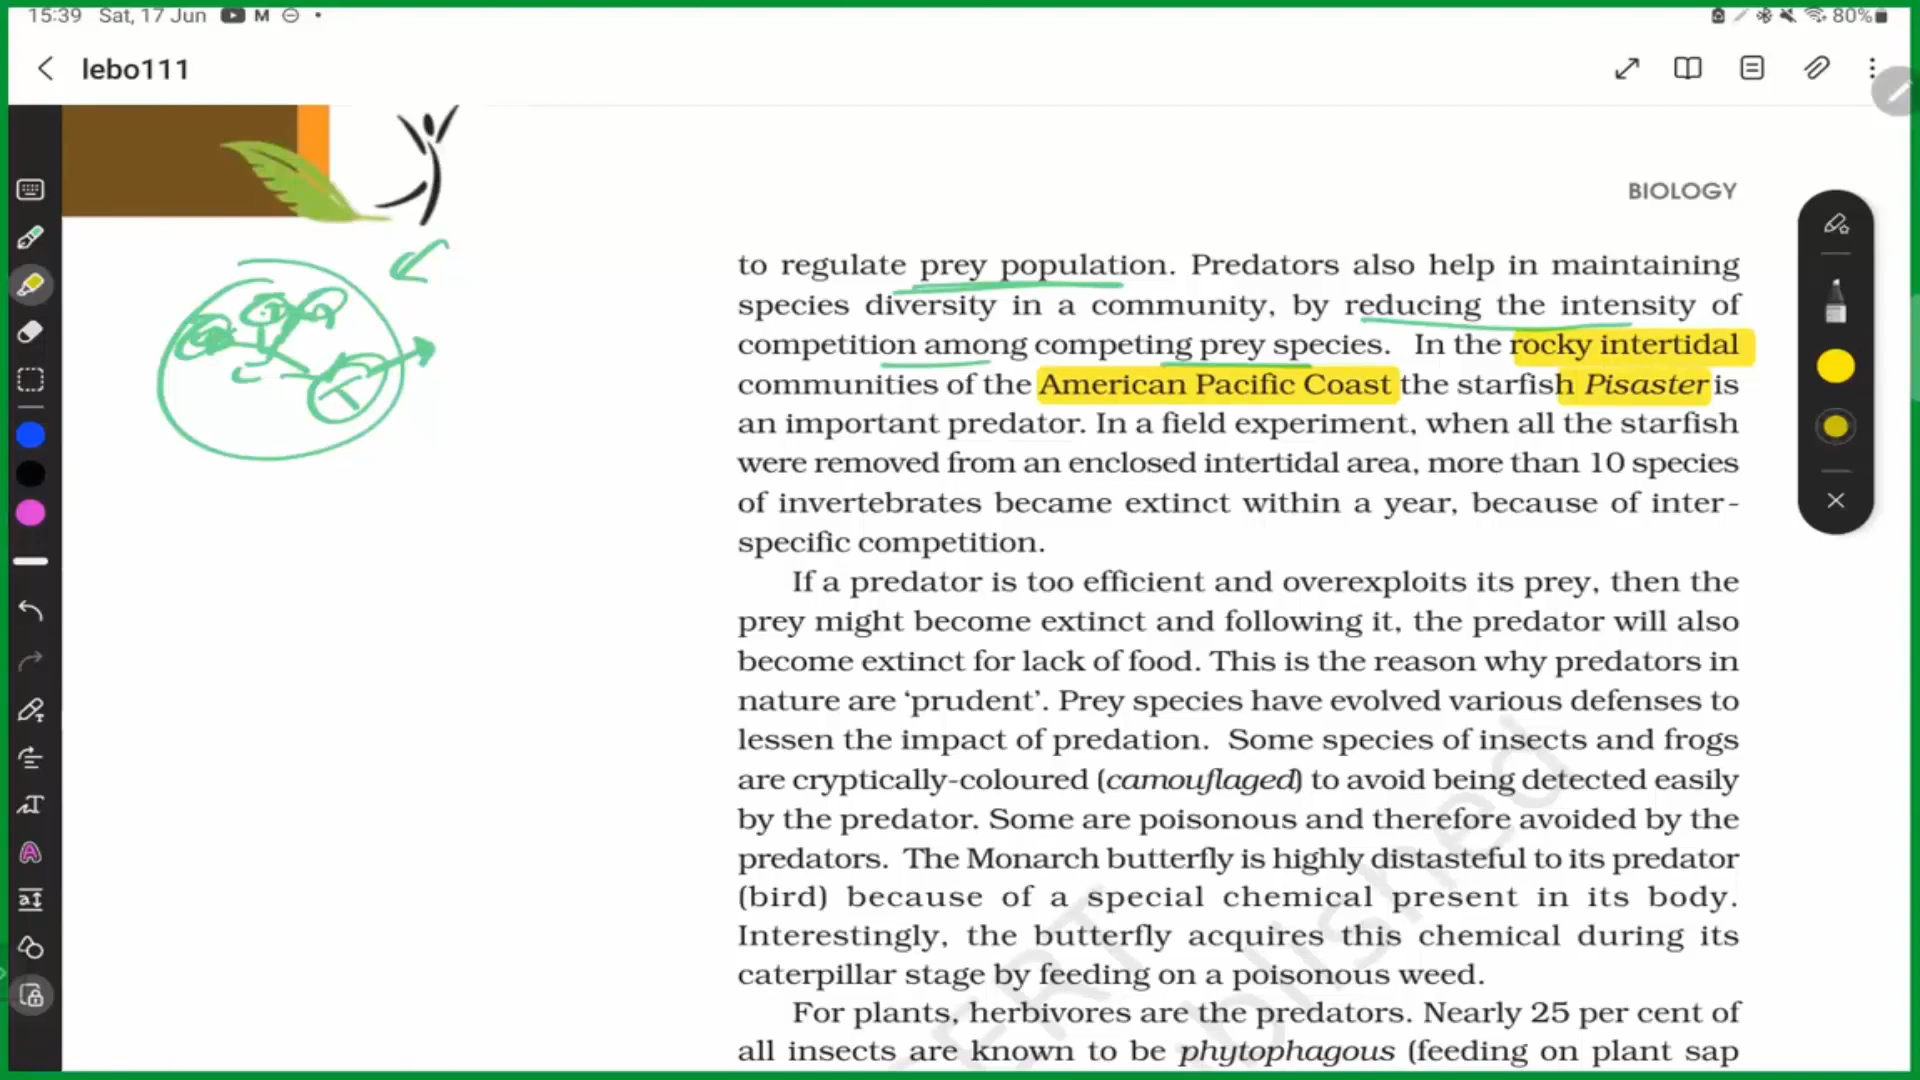 15:39 Sat, 17 Jun M 80%
lebo111
BIOLOGY
to regulate prey population. Predators also help in maintaining
species diversity in a community, by reducing the intensity of
competition among competing prey species. In the rocky intertidal
communities of the American Pacific Coast the starfish Pisaster is
an important predator. In a field experiment, when all the starfish
were removed from an enclosed intertidal area, more than 10 species
of invertebrates became extinct within a year, because of inter-
specific competition.
If a predator is too efficient and overexploits its prey, then the
prey might become extinct and following it, the predator will also
become extinct for lack of food. This is the reason why predators in
nature are ‘prudent’. Prey species have evolved various defenses to
lessen the impact of predation. Some species of insects and frogs
are cryptically-coloured (camouflaged) to avoid being detected easily
by the predator. Some are poisonous and therefore avoided by the
predators. The Monarch butterfly is highly distasteful to its predator
(bird) because of a special chemical present in its body.
Interestingly, the butterfly acquires this chemical during its
caterpillar stage by feeding on a poisonous weed.
For plants, herbivores are the predators. Nearly 25 per cent of
all insects are known to be phytophagous (feeding on plant sap